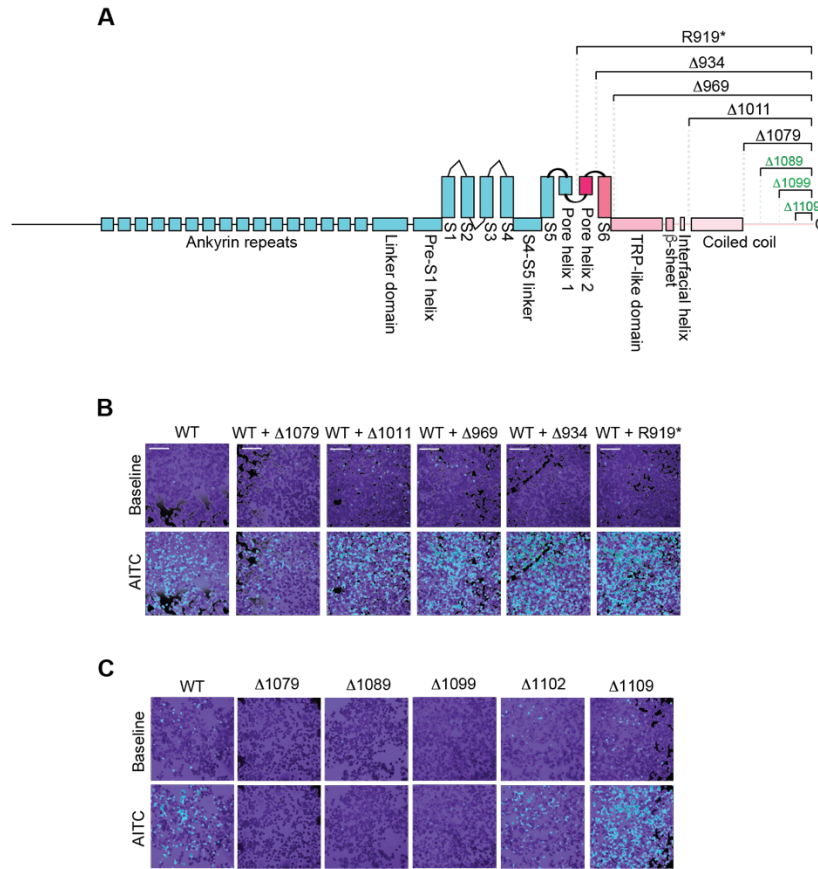 A
R919*
Δ934
Δ969
Δ1011
Δ1079
Δ1089
Δ1099
Δ1109
C
Ankyrin repeats
Linker domain
Pre-S1 helix
S1
S2
S3
S4
S4-S5 linker
S5
Pore helix 1
Pore helix 2
S6
TRP-like domain
β-sheet
Interfacial helix
Coiled coil
B
WT WT + Δ1079 WT + Δ1011 WT + Δ969 WT + Δ934 WT + R919*
Baseline
AITC
C
WT Δ1079 Δ1089 Δ1099 Δ1102 Δ1109
Baseline
AITC